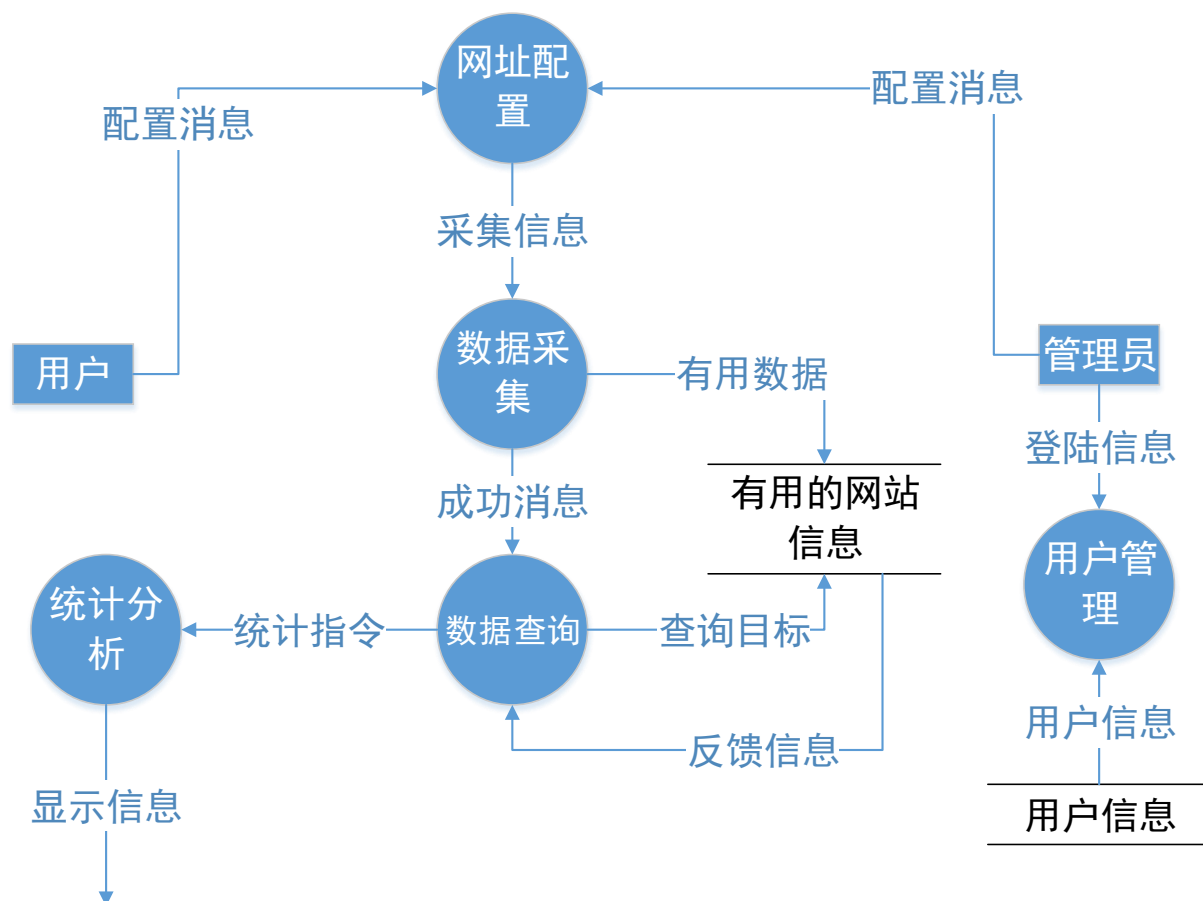 网址配
置
配置消息
配置消息
采集信息
数据采
集
用户
管理员
有用数据
登陆信息
成功消息
有用的网站
信息
用户管
理
统计分
析
统计指令
数据查询
查询目标
用户信息
反馈信息
显示信息
用户信息